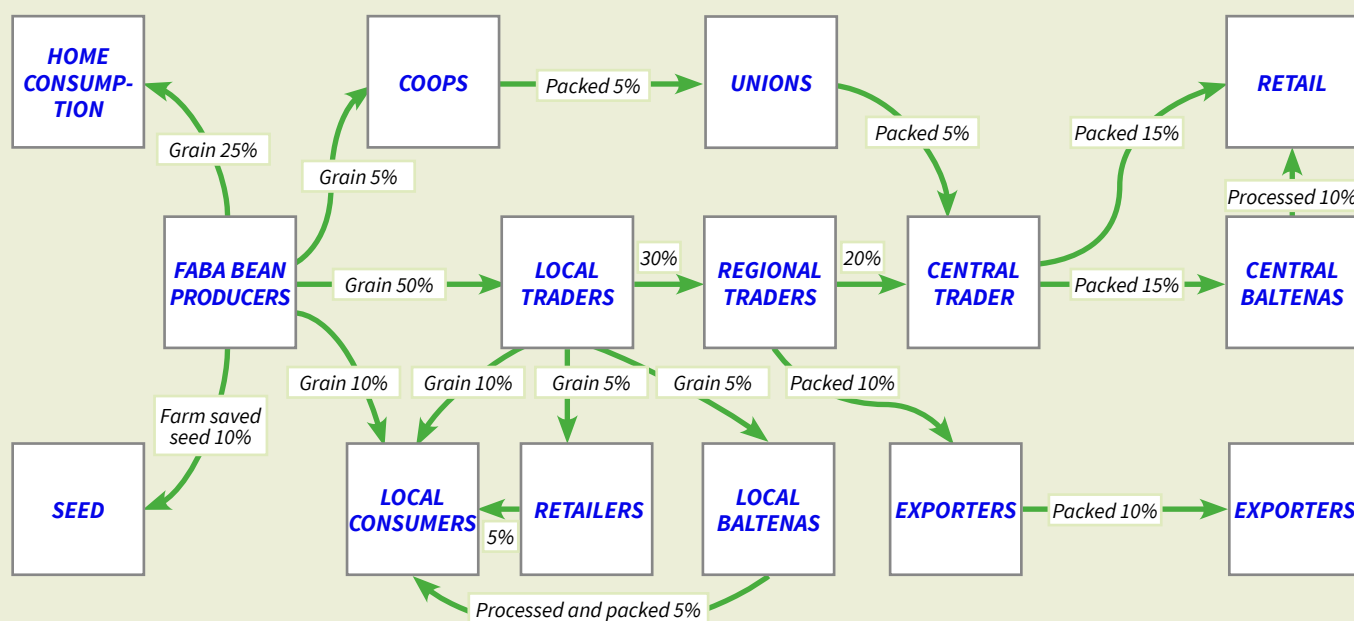 HOME
CONSUMP-
TION
COOPS
Packed 5%
UNIONS
RETAIL
Grain 25%
Grain 5%
Packed 5%
Packed 15%
Processed 10%
FABA BEAN
PRODUCERS
Grain 50%
LOCAL
TRADERS
30%
REGIONAL
TRADERS
20%
CENTRAL
TRADER
Packed 15%
CENTRAL
BALTENAS
Grain 10%
Grain 10%
Grain 5%
Grain 5%
Packed 10%
Farm saved
seed 10%
SEED
LOCAL
CONSUMERS
5%
RETAILERS
LOCAL
BALTENAS
EXPORTERS
Packed 10%
EXPORTERS
Processed and packed 5%